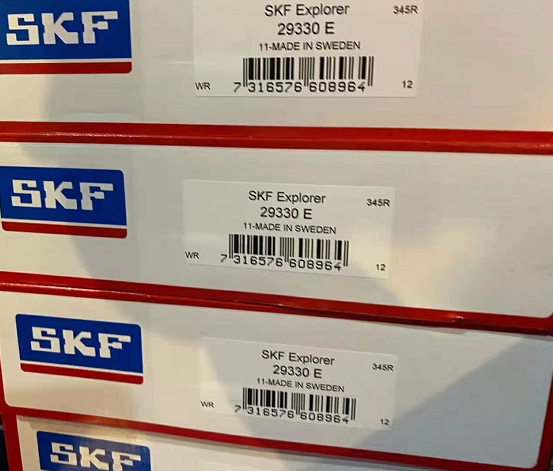 SKF
SKF Explorer
345R
29330 E
11-MADE IN SWEDEN
WR
7 316576 608964
12
SKF
SKF Explorer
345R
29330 E
11-MADE IN SWEDEN
WR
7 316576 608964
12
SKF
SKF Explorer
345R
29330 E
11-MADE IN SWEDEN
WR
7 316576 608964
12
SKF